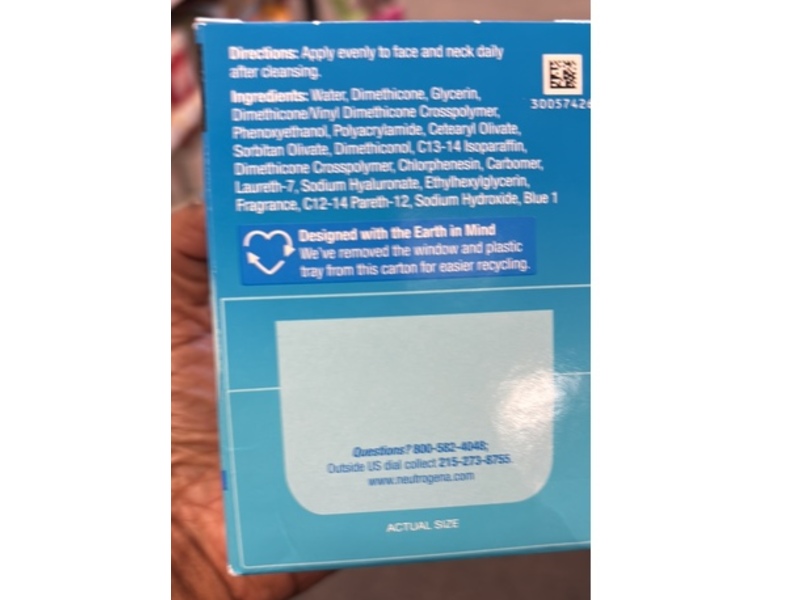 Directions: Apply evenly to face and neck daily
after cleansing.
30057426
Ingredients: Water, Dimethicone, Glycerin,
Dimethicone/Vinyl Dimethicone Crosspolymer,
Phenoxyethanol, Polyacrylamide, Cetearyl Olivate,
Sorbitan Olivate, Dimethiconol, C13-14 Isoparaffin,
Dimethicone Crosspolymer, Chlorphenesin, Carbomer,
Laureth-7, Sodium Hyaluronate, Ethylhexylglycerin,
Fragrance, C12-14 Pareth-12, Sodium Hydroxide, Blue 1
Designed with the Earth in Mind
We've removed the window and plastic
tray from this carton for easier recycling.
Questions? 800-582-4048;
Outside US dial collect 215-273-8755
www.neutrogena.com
ACTUAL SIZE